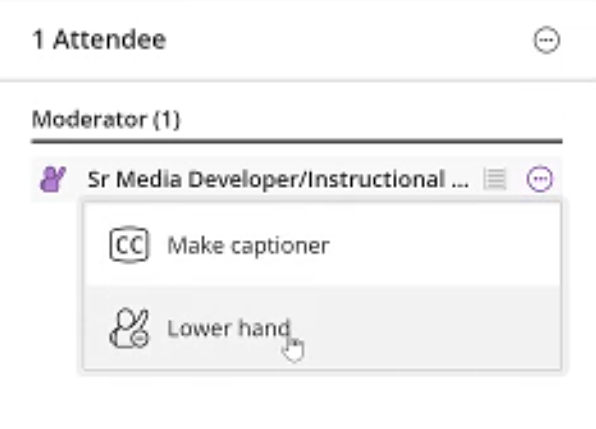 1 Attendee
Moderator (1)
Sr Media Developer/Instructional ...
CC Make captioner
Lower hand